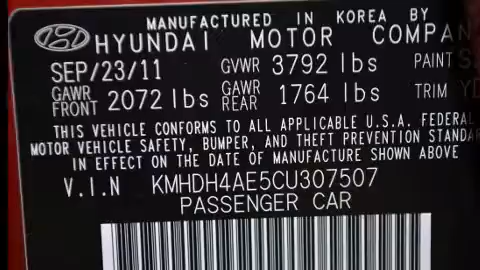 MANUFACTURED IN KOREA BY
HYUNDAI MOTOR COMPAN
SEP/23/11 GVWR 3792 lbs PAINT
GAWR FRONT 2072 lbs GAWR REAR 1764 lbs TRIM
THIS VEHICLE CONFORMS TO ALL APPLICABLE U.S.A. FEDERAL
MOTOR VEHICLE SAFETY, BUMPER, AND THEFT PREVENTION STANDA
IN EFFECT ON THE DATE OF MANUFACTURE SHOWN ABOVE
V.I.N KMHDH4AE5CU307507
PASSENGER CAR